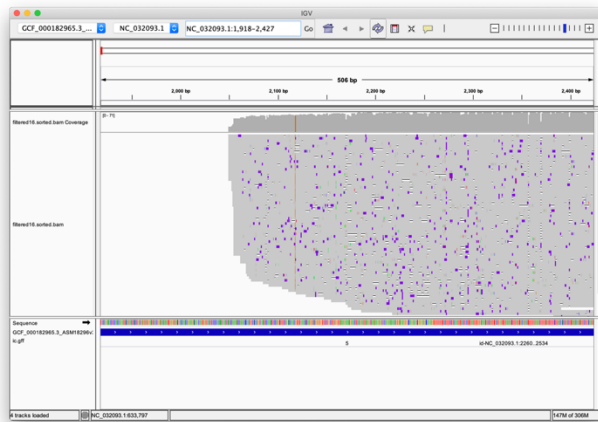 IGV
GCF_000182965.3_... NC_032093.1 NC_032093.1:1,918-2,427 Go
506 bp
2,000 bp 2,100 bp 2,200 bp 2,300 bp 2,400 bp
filtered16.sorted.bam Coverage
[0 - 71]
filtered16.sorted.bam
Sequence
GCF_000182965.3_ASM18296v
ic.gff
5 id-NC_032093.1:2260..2534
4 tracks loaded NC_032093.1:633,797 147M of 308M